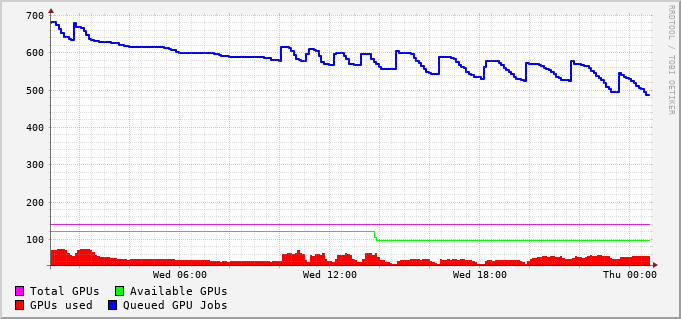 700
600
500
400
300
200
100
Wed 06:00 Wed 12:00 Wed 18:00 Thu 00:00
Total GPUs Available GPUs
GPUs used Queued GPU Jobs
RRDTOOL / TOBI OETIKER